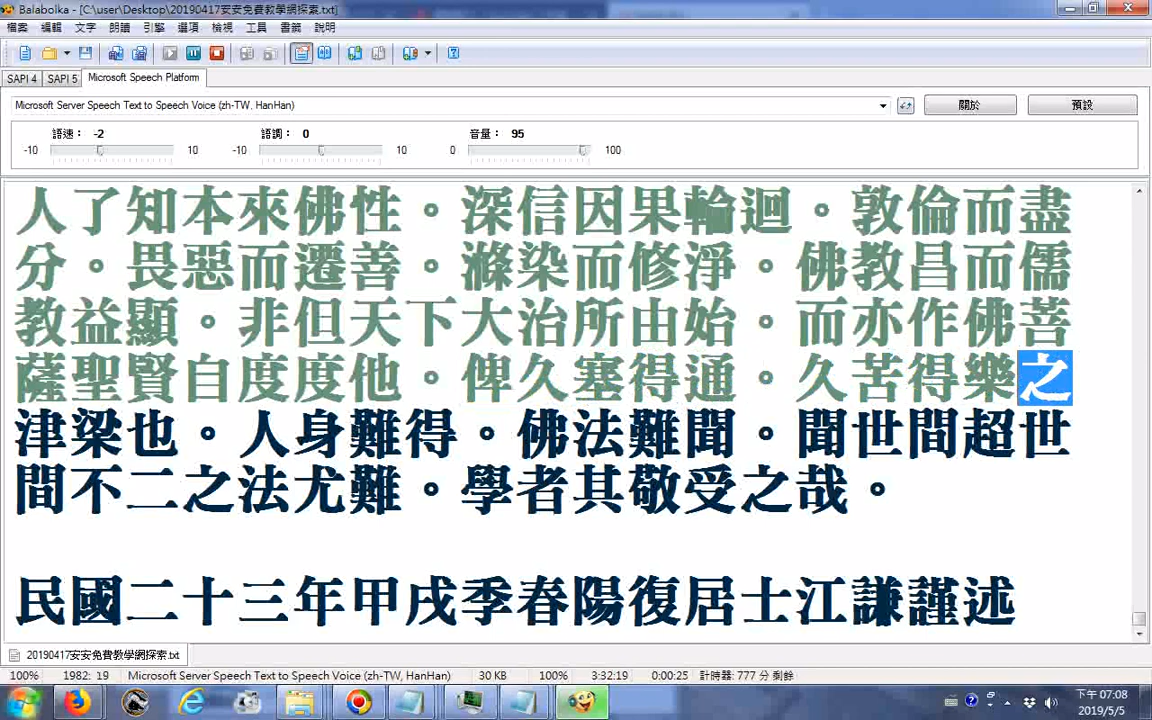 Balabolka - [C:\user\Desktop\20190417安安免費教學網探索.txt]
檔案 編輯 文字 朗讀 引擎 選項 檢視 工具 書籤 說明
SAPI 4 SAPI 5 Microsoft Speech Platform
Microsoft Server Speech Text to Speech Voice (zh-TW, HanHan) 關於 預設
語速： -2 語調： 0 音量： 95
-10 10 -10 10 0 100
人了知本來佛性。深信因果輪迴。敦倫而盡
分。畏惡而遷善。滌染而修淨。佛教昌而儒
教益顯。非但天下大治所由始。而亦作佛菩
薩聖賢自度度他。俾久塞得通。久苦得樂之
津梁也。人身難得。佛法難聞。聞世間超世
間不二之法尤難。學者其敬受之哉。
民國二十三年甲戌季春陽復居士江謙謹述
20190417安安免費教學網探索.txt
100% 1982: 19 Microsoft Server Speech Text to Speech Voice (zh-TW, HanHan) 30 KB 100% 3:32:19 0:00:25 計時器: 777 分 剩餘
下午 07:08
2019/5/5